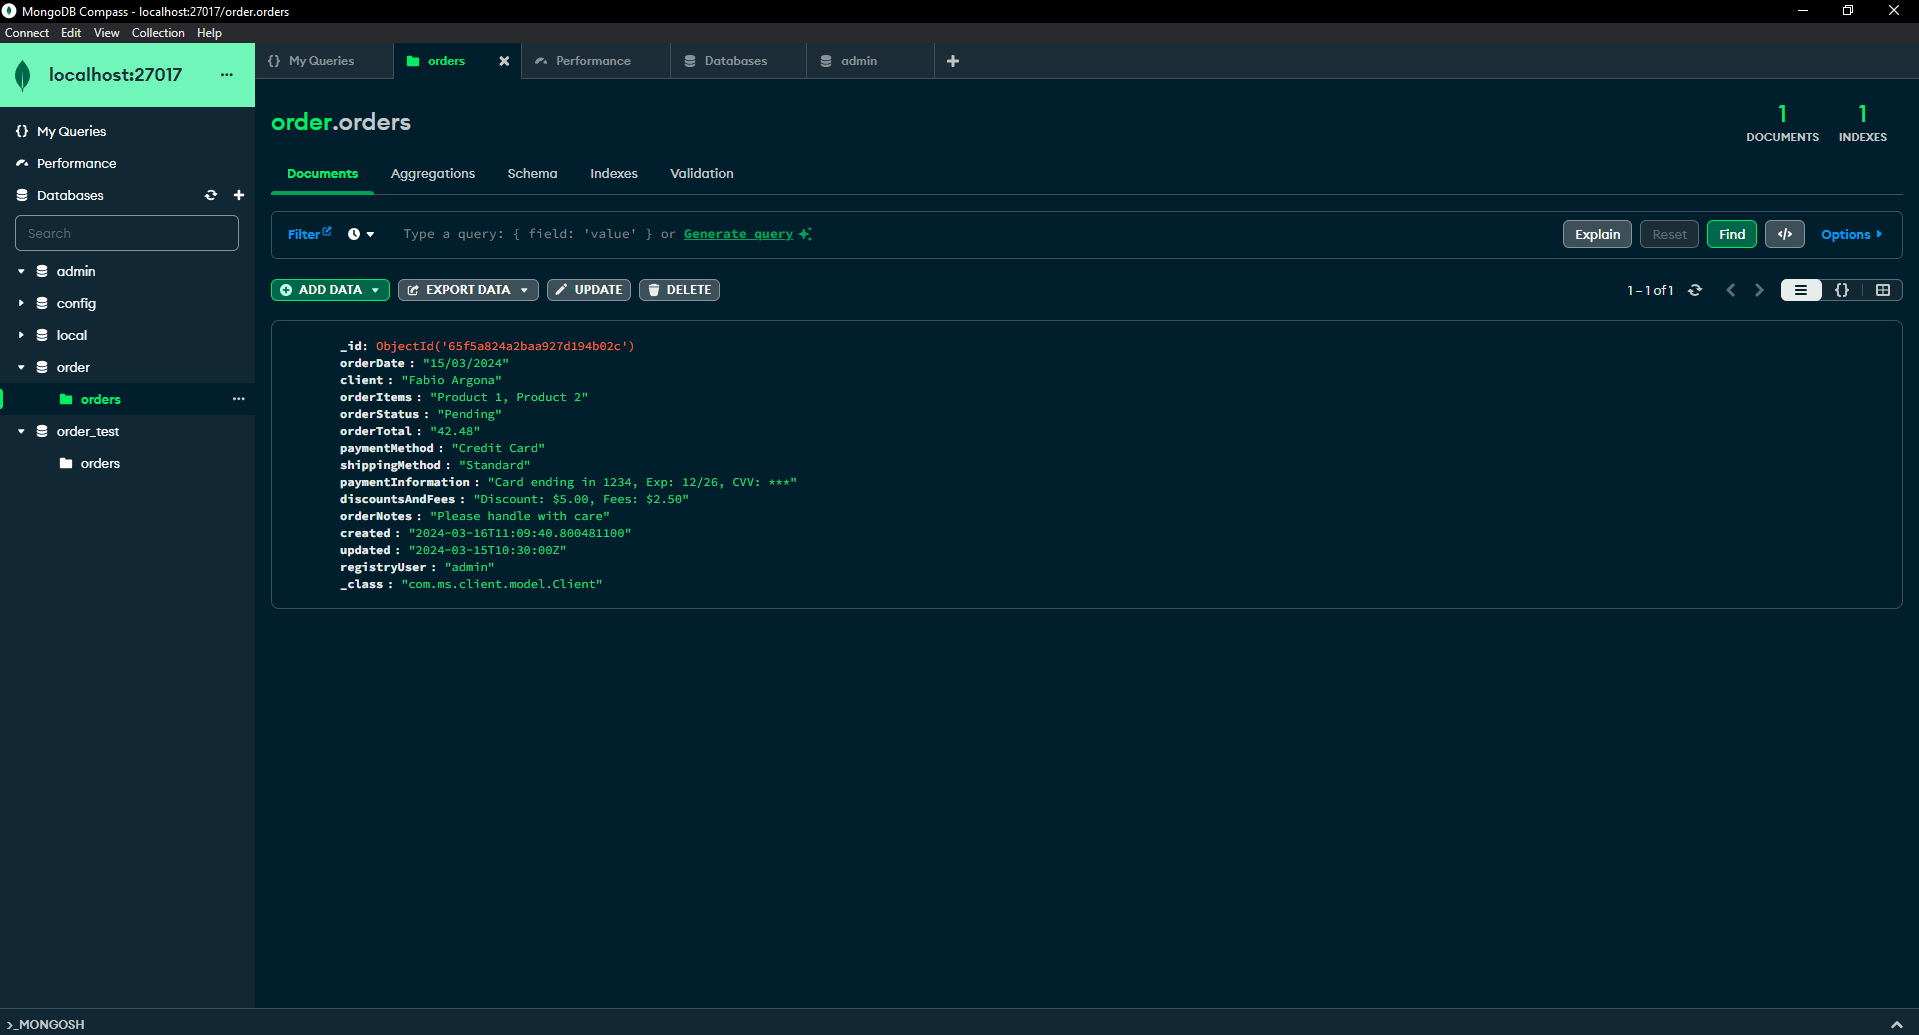 MongoDB Compass - localhost:27017/order.orders
Connect Edit View Collection Help
localhost:27017
My Queries
Performance
Databases
Search
admin
config
local
order
orders
order_test
orders
{} My Queries
orders
Performance
Databases
admin
order.orders
1 DOCUMENTS
1 INDEXES
Documents Aggregations Schema Indexes Validation
Filter
Type a query: { field: 'value' } or Generate query
Explain Reset Find </> Options
ADD DATA EXPORT DATA UPDATE DELETE
1 – 1 of 1
{}
_id: ObjectId('65f5a824a2baa927d194b02c')
orderDate : "15/03/2024"
client : "Fabio Argona"
orderItems : "Product 1, Product 2"
orderStatus : "Pending"
orderTotal : "42.48"
paymentMethod : "Credit Card"
shippingMethod : "Standard"
paymentInformation : "Card ending in 1234, Exp: 12/26, CVV: ***"
discountsAndFees : "Discount: $5.00, Fees: $2.50"
orderNotes : "Please handle with care"
created : "2024-03-16T11:09:40.800481100"
updated : "2024-03-15T10:30:00Z"
registryUser : "admin"
_class : "com.ms.client.model.Client"
>_MONGOSH